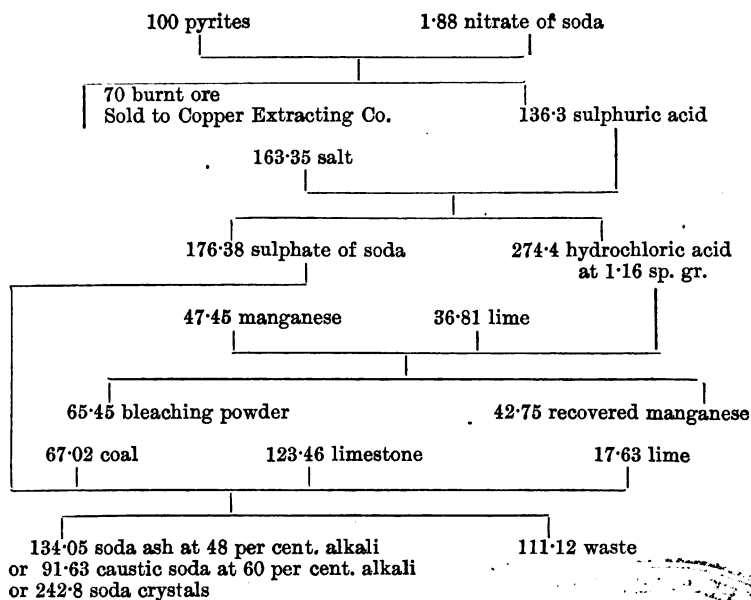 100 pyrites 1·88 nitrate of soda
70 burnt ore
Sold to Copper Extracting Co. 136·3 sulphuric acid
163·35 salt
176·38 sulphate of soda 274·4 hydrochloric acid
at 1·16 sp. gr.
47·45 manganese 36·81 lime
65·45 bleaching powder 42·75 recovered manganese
67·02 coal 123·46 limestone 17·63 lime
134·05 soda ash at 48 per cent. alkali 111·12 waste
or 91·63 caustic soda at 60 per cent. alkali
or 242·8 soda crystals